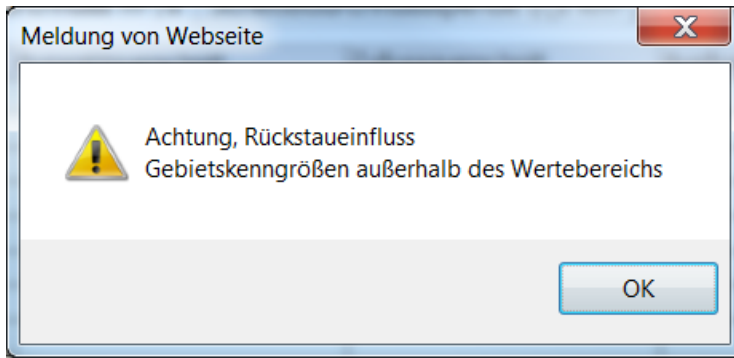 Meldung von Webseite
Achtung, Rückstaueinfluss
Gebietskenngrößen außerhalb des Wertebereichs
OK